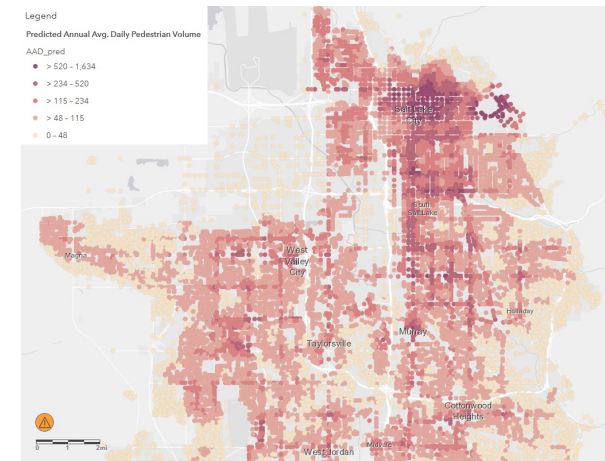 Legend
Predicted Annual Avg. Daily Pedestrian Volume
AAD_pred
> 520 - 1,634
> 234 - 520
> 115 - 234
> 48 - 115
0 - 48
Salt Lake
City
South
Salt Lake
Magna
West
Valley
City
Holladay
Murray
Taylorsville
Cottonwood
Heights
Midvale
West Jordan
0 1 2mi